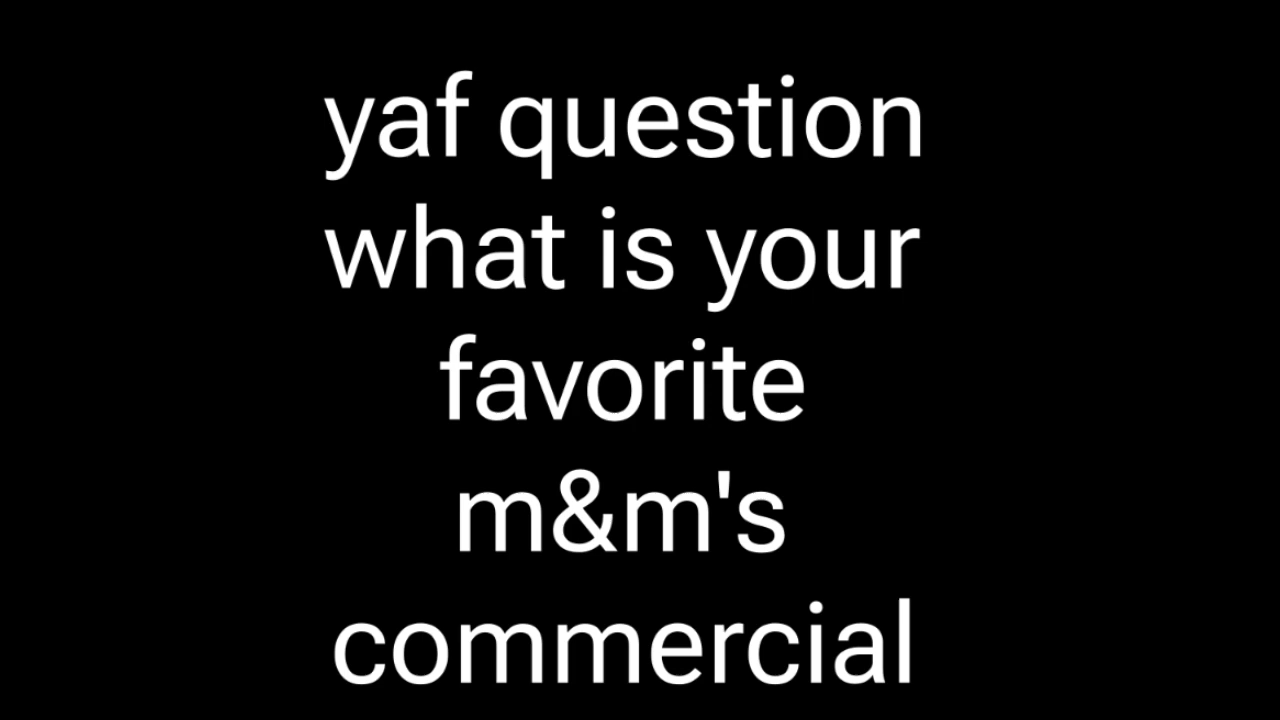 yaf question
what is your
favorite
m&m's
commercial